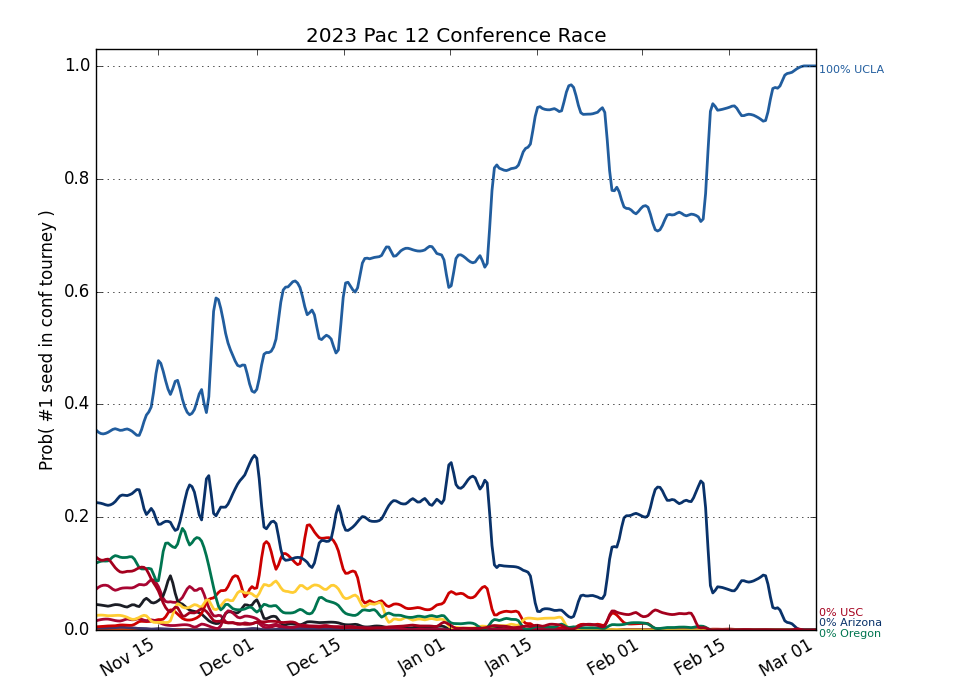 2023 Pac 12 Conference Race
Prob( #1 seed in conf tourney )
1.0
0.8
0.6
0.4
0.2
0.0
100% UCLA
0% USC
0% Arizona
0% Oregon
Nov 15
Dec 01
Dec 15
Jan 01
Jan 15
Feb 01
Feb 15
Mar 01